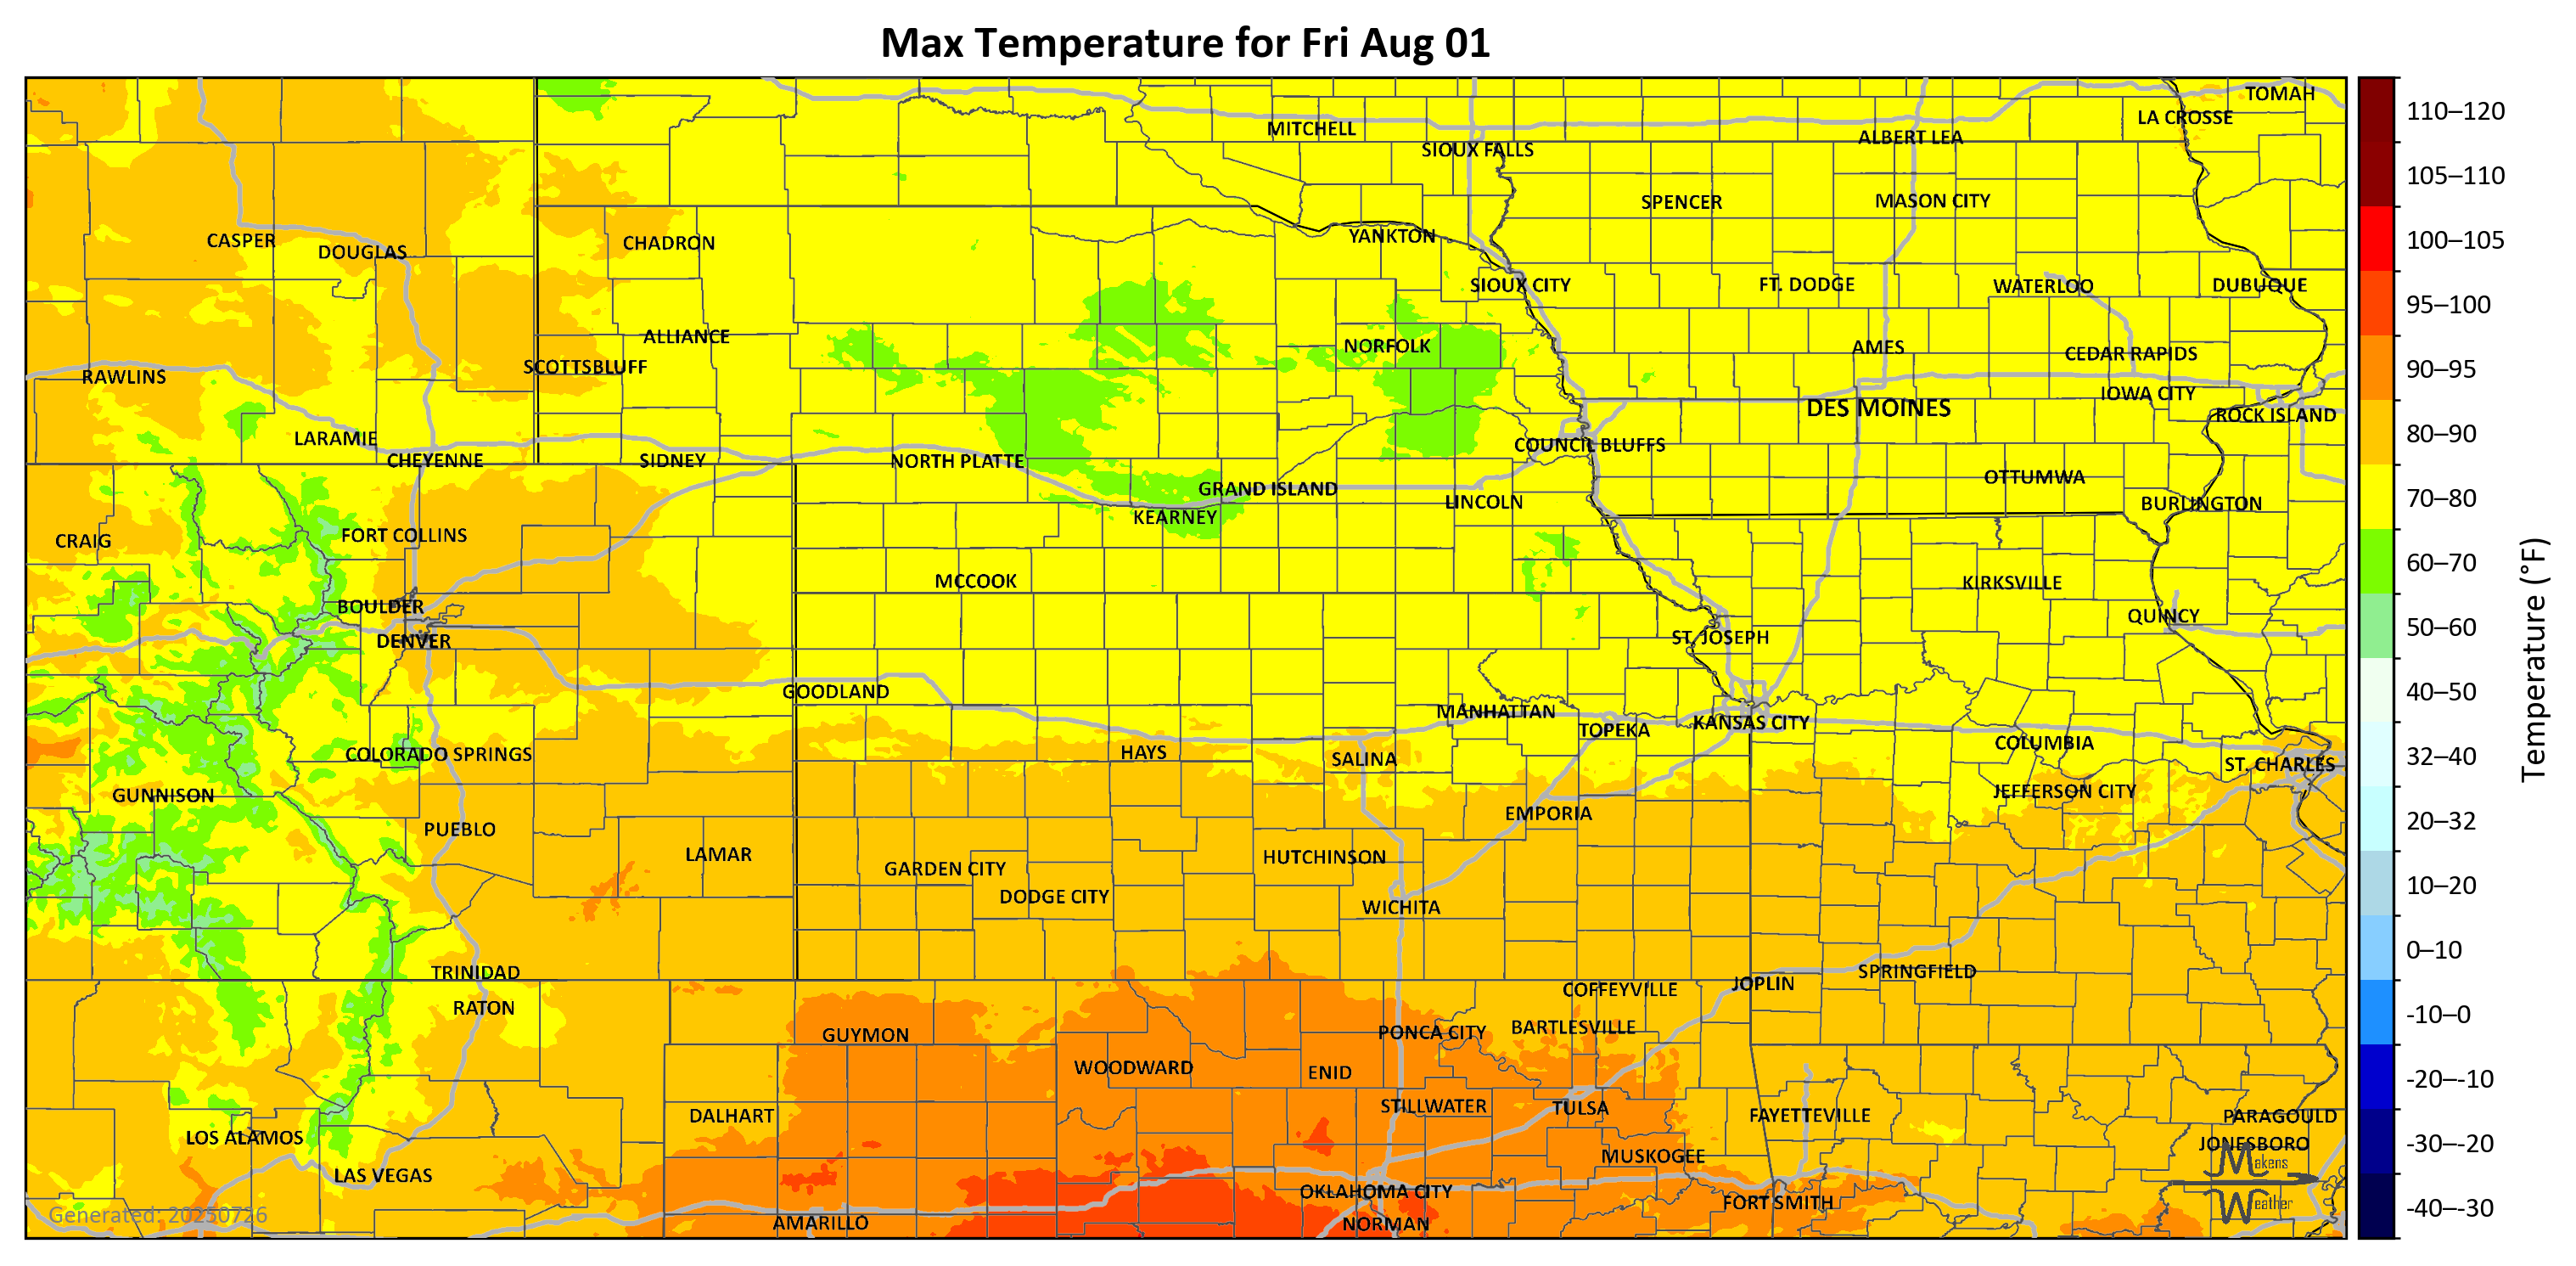 Max Temperature for Fri Aug 01
TOMAH
LA CROSSE
MITCHELL
ALBERT LEA
SIOUX FALLS
SPENCER
MASON CITY
CASPER
DOUGLAS
CHADRON
YANKTON
SIOUX CITY
FT. DODGE
WATERLOO
DUBUQUE
ALLIANCE
NORFOLK
AMES
CEDAR RAPIDS
SCOTTSBLUFF
RAWLINS
IOWA CITY
DES MOINES
ROCK ISLAND
LARAMIE
COUNCIL BLUFFS
CHEYENNE
SIDNEY
NORTH PLATTE
OTTUMWA
GRAND ISLAND
LINCOLN
BURLINGTON
KEARNEY
FORT COLLINS
CRAIG
MCCOOK
KIRKSVILLE
BOULDER
QUINCY
DENVER
ST. JOSEPH
GOODLAND
MANHATTAN
KANSAS CITY
TOPEKA
COLUMBIA
COLORADO SPRINGS
HAYS
SALINA
ST. CHARLES
GUNNISON
JEFFERSON CITY
EMPORIA
PUEBLO
LAMAR
HUTCHINSON
GARDEN CITY
DODGE CITY
WICHITA
TRINIDAD
SPRINGFIELD
JOPLIN
COFFEYVILLE
RATON
GUYMON
PONCA CITY
BARTLESVILLE
WOODWARD
ENID
STILLWATER
TULSA
DALHART
FAYETTEVILLE
PARAGOULD
LOS ALAMOS
JONESBORO
MUSKOGEE
LAS VEGAS
OKLAHOMA CITY
FORT SMITH
AMARILLO
NORMAN
Makens
Weather
Generated: 20250726
110–120
105–110
100–105
95–100
90–95
80–90
70–80
60–70
50–60
40–50
32–40
20–32
10–20
0–10
-10–0
-20–-10
-30–-20
-40–-30
Temperature (°F)